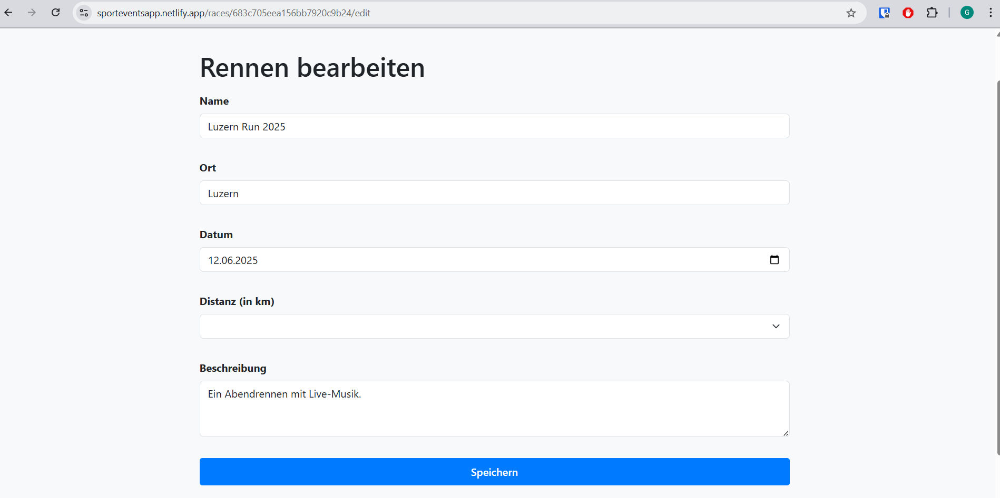 sporteventsapp.netlify.app/races/683c705eea156bb7920c9b24/edit
G
Rennen bearbeiten
Name
Luzern Run 2025
Ort
Luzern
Datum
12.06.2025
Distanz (in km)
Beschreibung
Ein Abendrennen mit Live-Musik.
Speichern